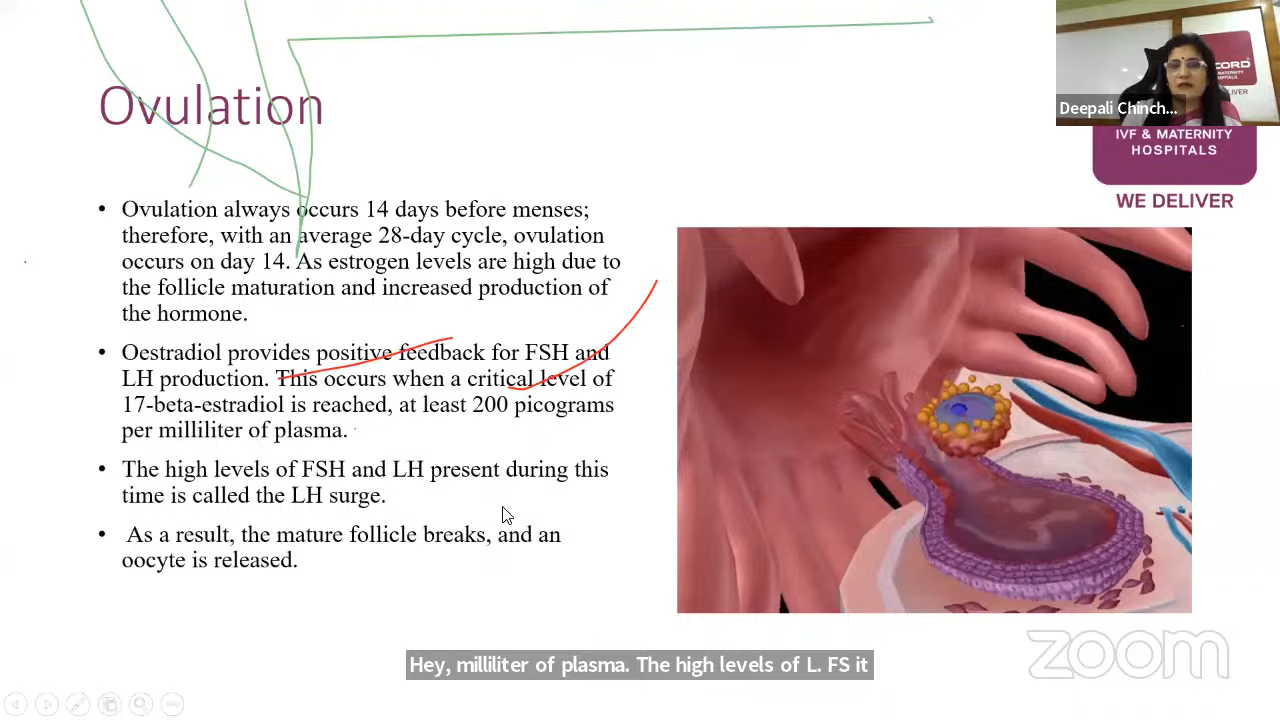 Ovulation
• Ovulation always occurs 14 days before menses;
therefore, with an average 28-day cycle, ovulation
occurs on day 14. As estrogen levels are high due to
the follicle maturation and increased production of
the hormone.
• Oestradiol provides positive feedback for FSH and
LH production. This occurs when a critical level of
17-beta-estradiol is reached, at least 200 picograms
per milliliter of plasma.
• The high levels of FSH and LH present during this
time is called the LH surge.
• As a result, the mature follicle breaks, and an
oocyte is released.
CORD
MATERNITY
HOSPITALS
LIVER
Deepali Chinch...
IVF & MATERNITY
HOSPITALS
WE DELIVER
Hey, milliliter of plasma. The high levels of L. FS it
zoom